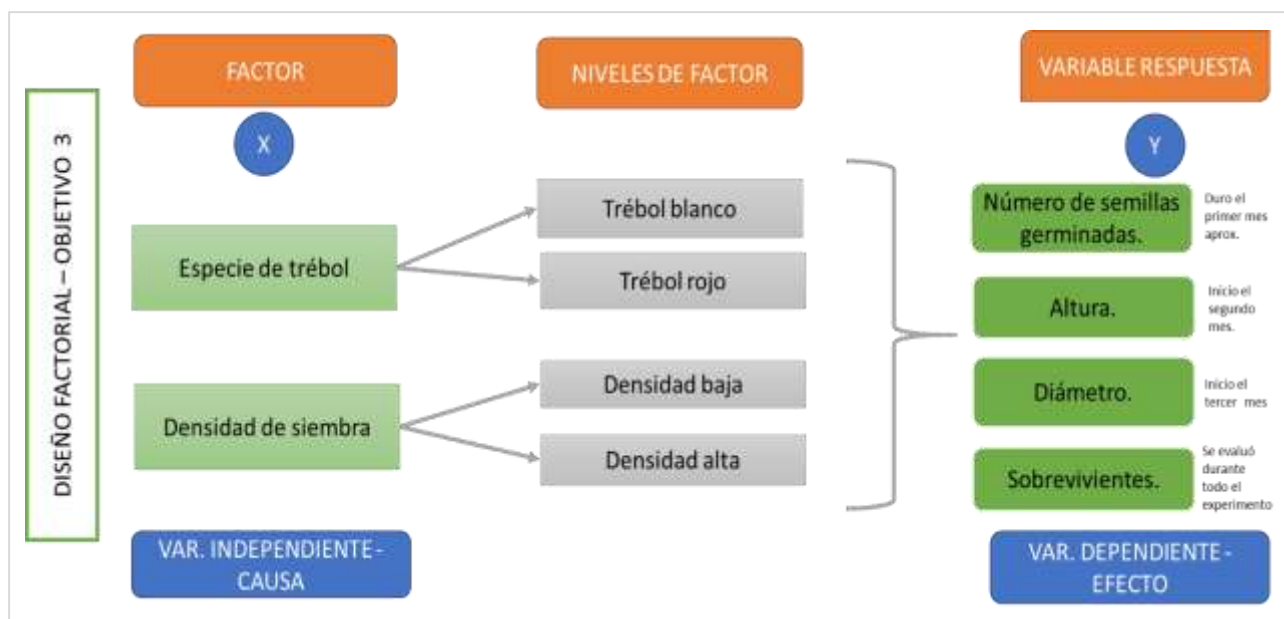 DISEÑO FACTORIAL – OBJETIVO 3
FACTOR
X
Especie de trébol
Densidad de siembra
VAR. INDEPENDIENTE-
CAUSA
NIVELES DE FACTOR
Trébol blanco
Trébol rojo
Densidad baja
Densidad alta
VARIABLE RESPUESTA
Y
Número de semillas
germinadas.
Duro el
primer mes
aprox.
Altura.
Inicio el
segundo
mes.
Diámetro.
Inicio el
tercer mes
Sobrevivientes.
Se evaluó
durante
todo el
experimento
VAR. DEPENDIENTE-
EFECTO